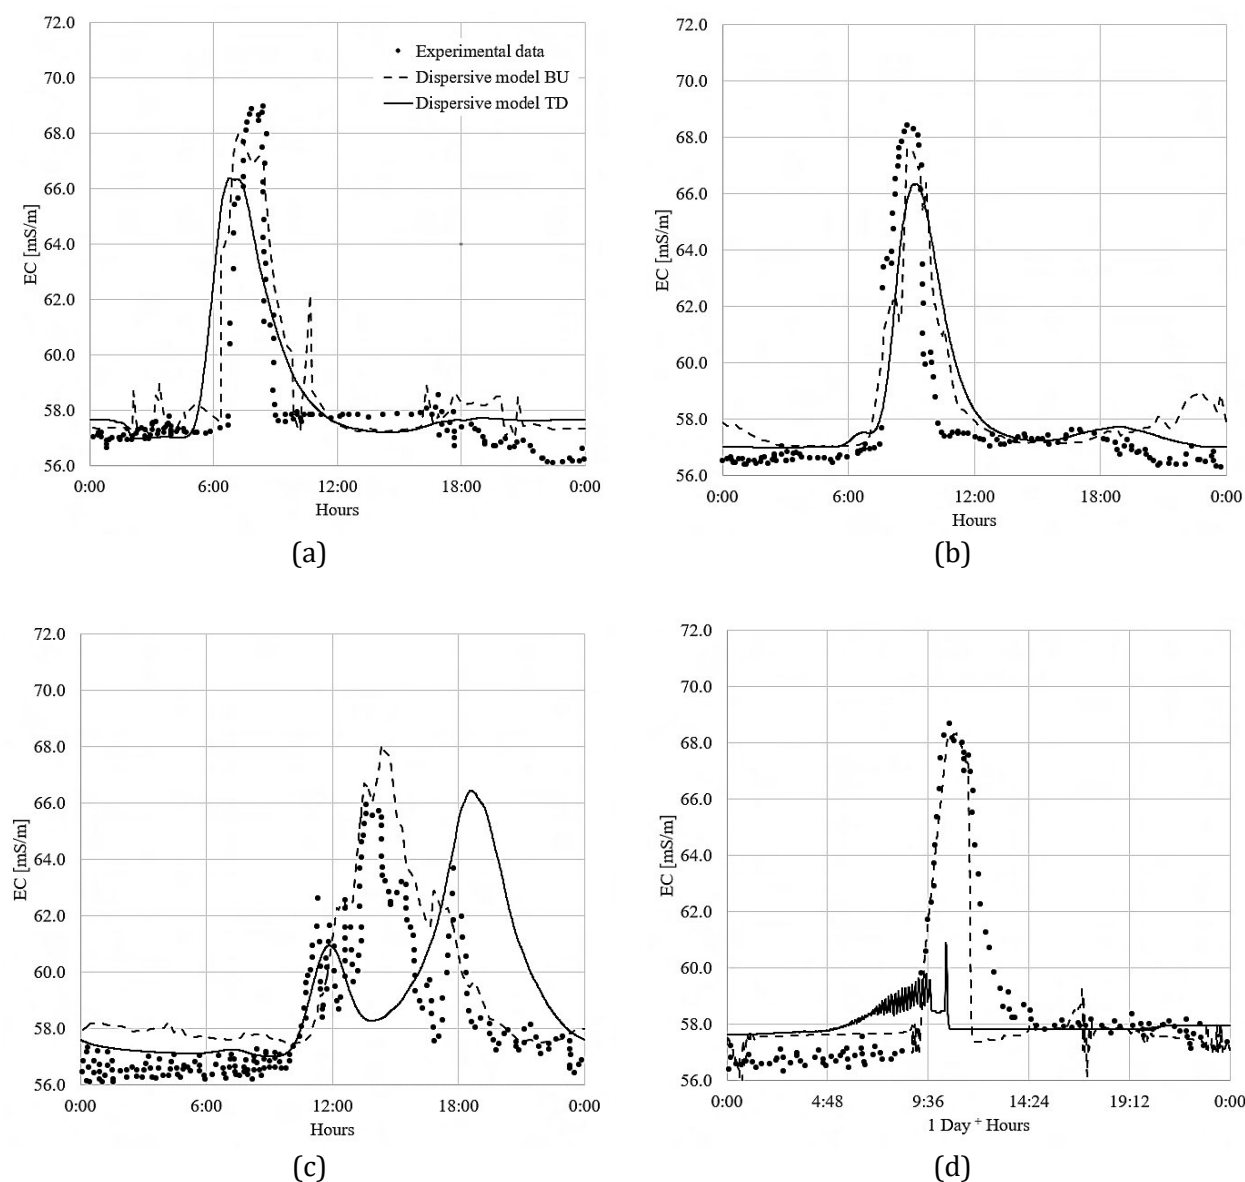 72.0
70.0
68.0
66.0
64.0
62.0
60.0
58.0
56.0
EC [mS/m]
Experimental data
Dispersive model BU
Dispersive model TD
0:00 6:00 12:00 18:00 0:00
Hours
(a)
72.0
70.0
68.0
66.0
64.0
62.0
60.0
58.0
56.0
EC [mS/m]
0:00 6:00 12:00 18:00 0:00
Hours
(b)
72.0
70.0
68.0
66.0
64.0
62.0
60.0
58.0
56.0
EC [mS/m]
0:00 6:00 12:00 18:00 0:00
Hours
(c)
72.0
70.0
68.0
66.0
64.0
62.0
60.0
58.0
56.0
EC [mS/m]
0:00 4:48 9:36 14:24 19:12 0:00
1 Day + Hours
(d)